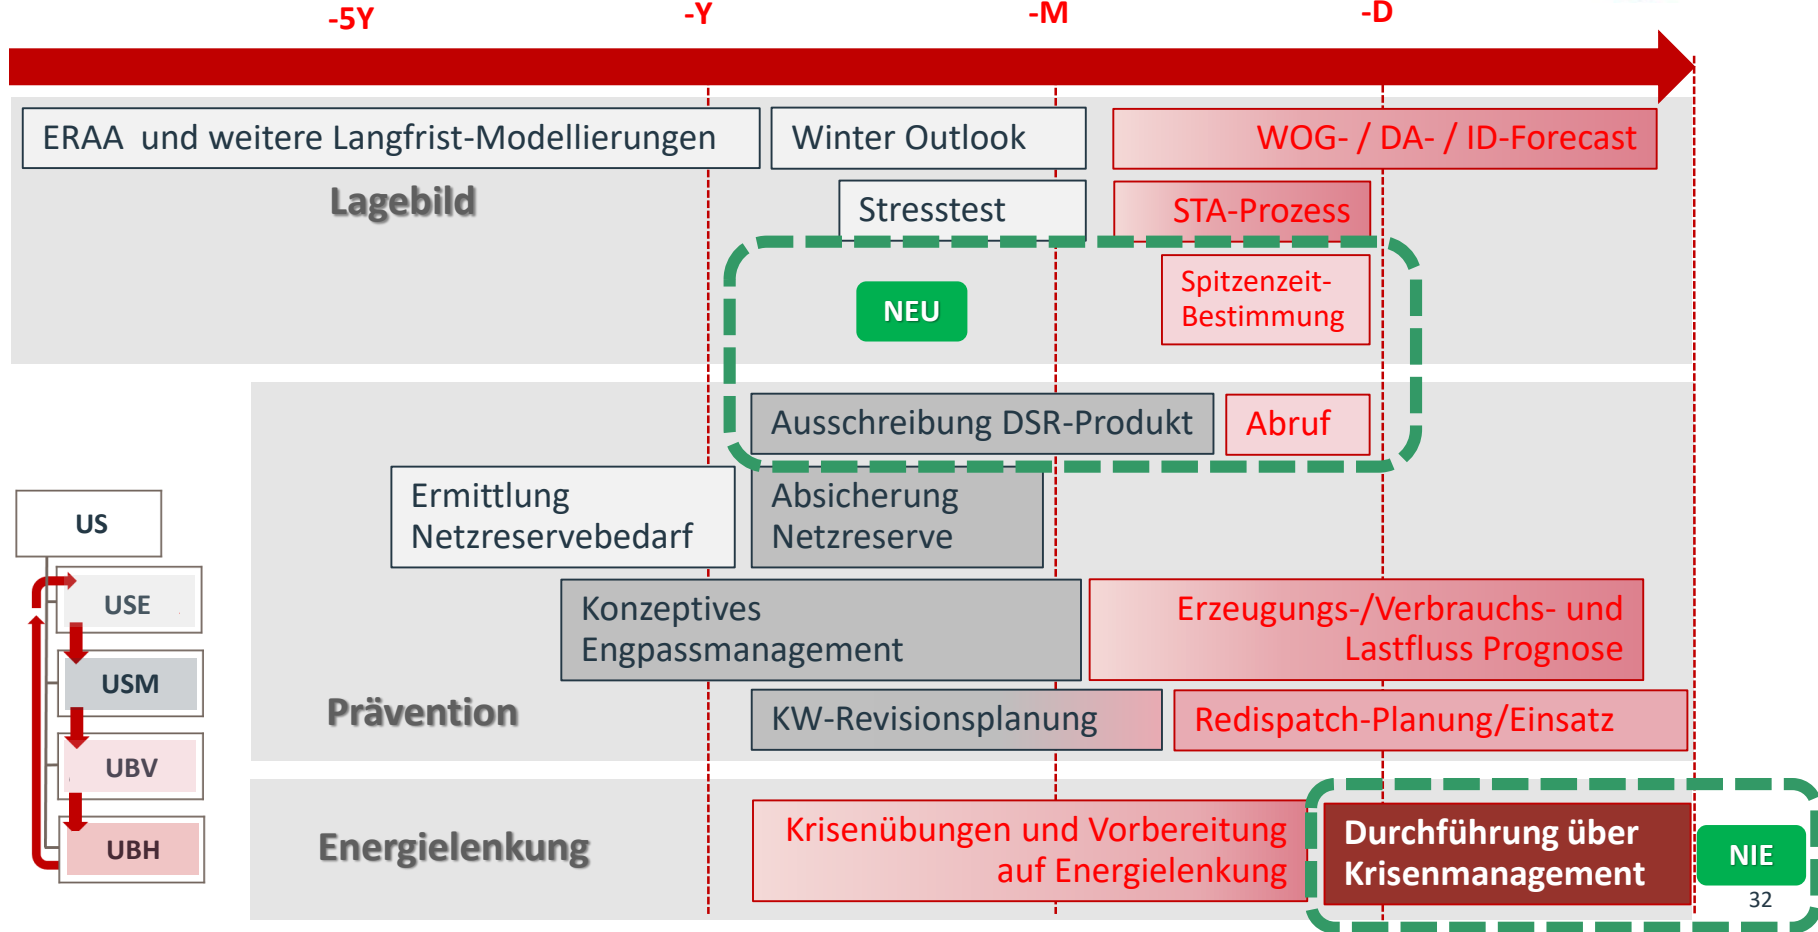 -5Y
-Y
-M
-D
ERAA und weitere Langfrist-Modellierungen
Winter Outlook
WOG- / DA- / ID-Forecast
Lagebild
Stresstest
STA-Prozess
NEU
Spitzenzeit-
Bestimmung
Ausschreibung DSR-Produkt
Abruf
Ermittlung
Netzreservebedarf
Absicherung
Netzreserve
US
USE
USM
UBV
UBH
Konzeptives
Engpassmanagement
Erzeugungs-/Verbrauchs- und
Lastfluss Prognose
Prävention
KW-Revisionsplanung
Redispatch-Planung/Einsatz
Energielenkung
Krisenübungen und Vorbereitung
auf Energielenkung
Durchführung über
Krisenmanagement
NIE
32